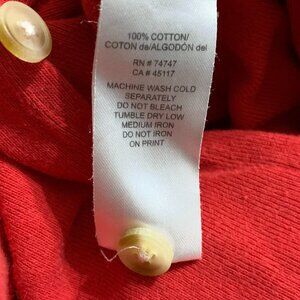 100% COTTON/
COTON de/ALGODÓN del
RN # 74747
CA # 45117
MACHINE WASH COLD
SEPARATELY
DO NOT BLEACH
TUMBLE DRY LOW
MEDIUM IRON
DO NOT IRON
ON PRINT